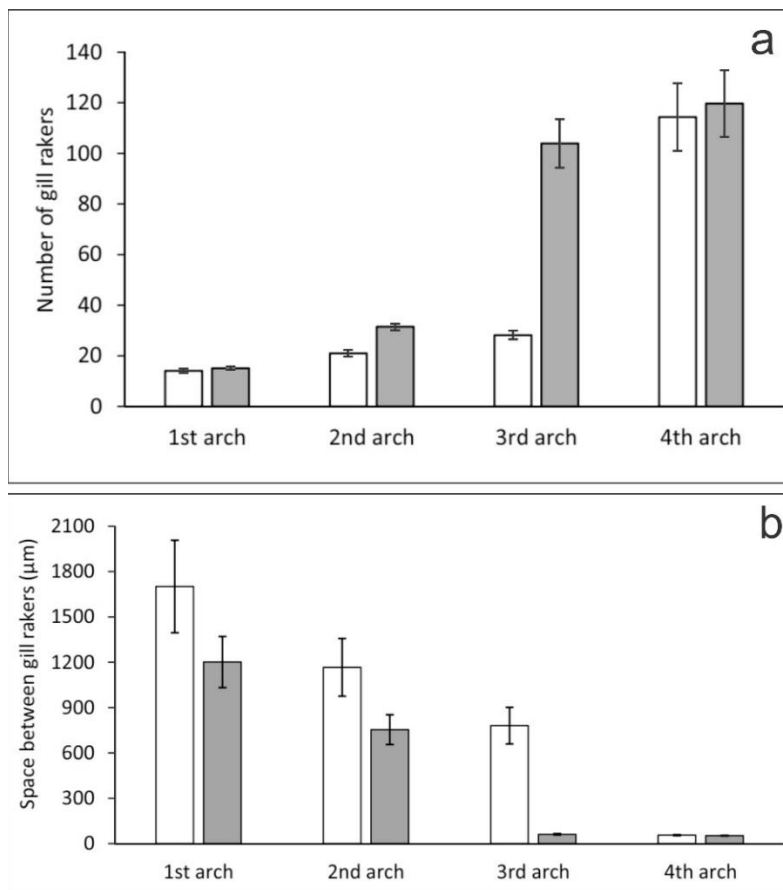 a
140
120
100
80
60
40
20
0
Number of gill rakers
1st arch 2nd arch 3rd arch 4th arch
b
2100
1800
1500
1200
900
600
300
0
Space between gill rakers (µm)
1st arch 2nd arch 3rd arch 4th arch